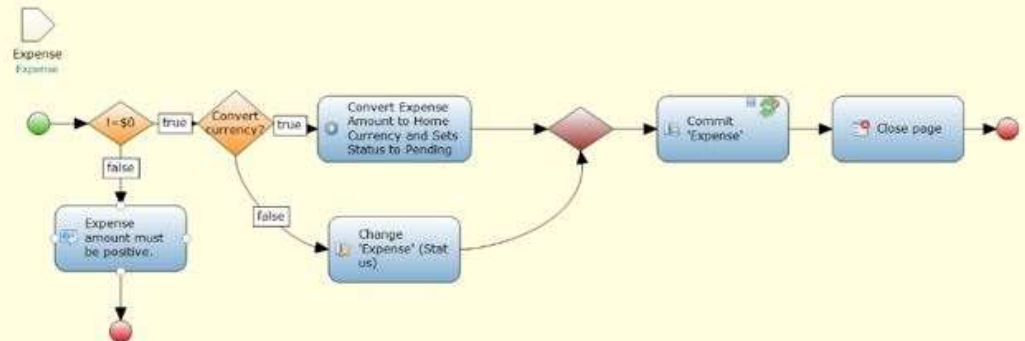 Expense
Expense
!=$0
true
Convert
currency?
true
Convert Expense
Amount to Home
Currency and Sets
Status to Pending
Commit
'Expense'
Close page
false
false
Expense
amount must
be positive.
Change
'Expense' (Stat
us)